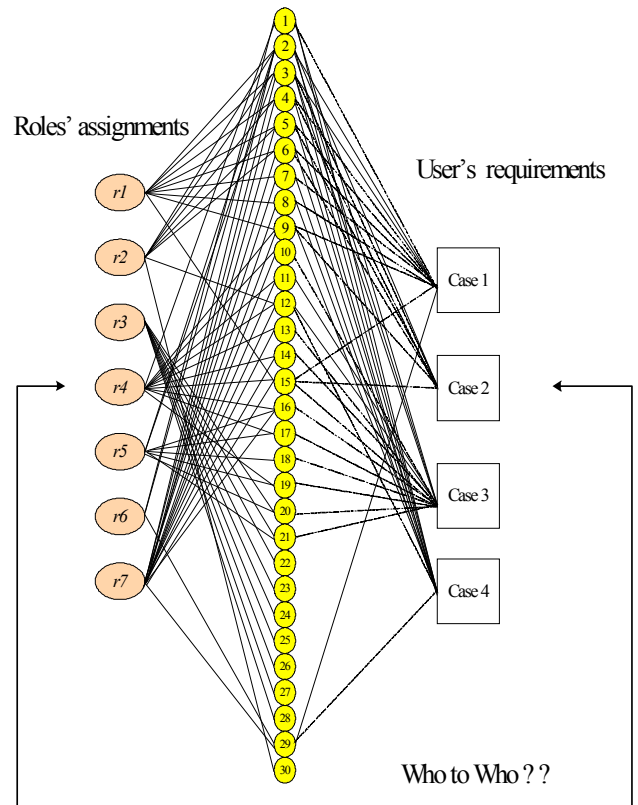 Roles' assignments
User's requirements
r1
r2
r3
r4
r5
r6
r7
1
2
3
4
5
6
7
8
9
10
11
12
13
14
15
16
17
18
19
20
21
22
23
24
25
26
27
28
29
30
Case 1
Case 2
Case 3
Case 4
Who to Who ? ?